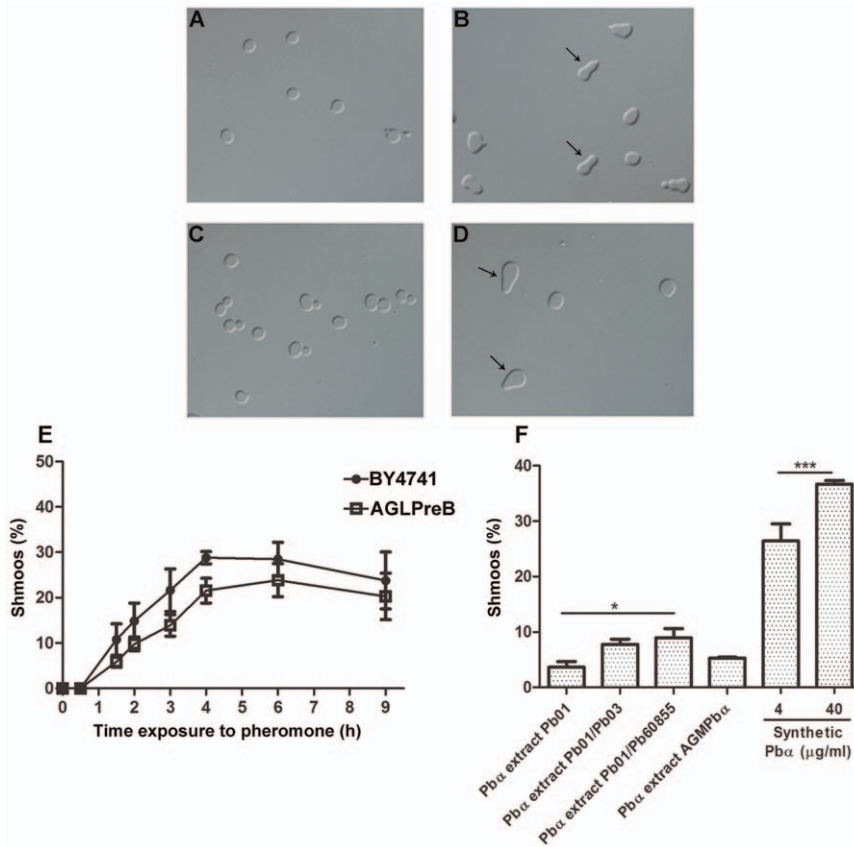 A
B
C
D
E
50
40
30
20
10
0
Shmoos (%)
BY4741
AGLPreB
0 1 2 3 4 5 6 7 8 9
Time exposure to pheromone (h)
F
40
30
20
10
0
Shmoos (%)
*
***
Pbα extract Pb01
Pbα extract Pb01/Pb03
Pbα extract Pb01/Pb60855
Pbα extract AGMPbα
4 40
Synthetic
Pbα (µg/ml)